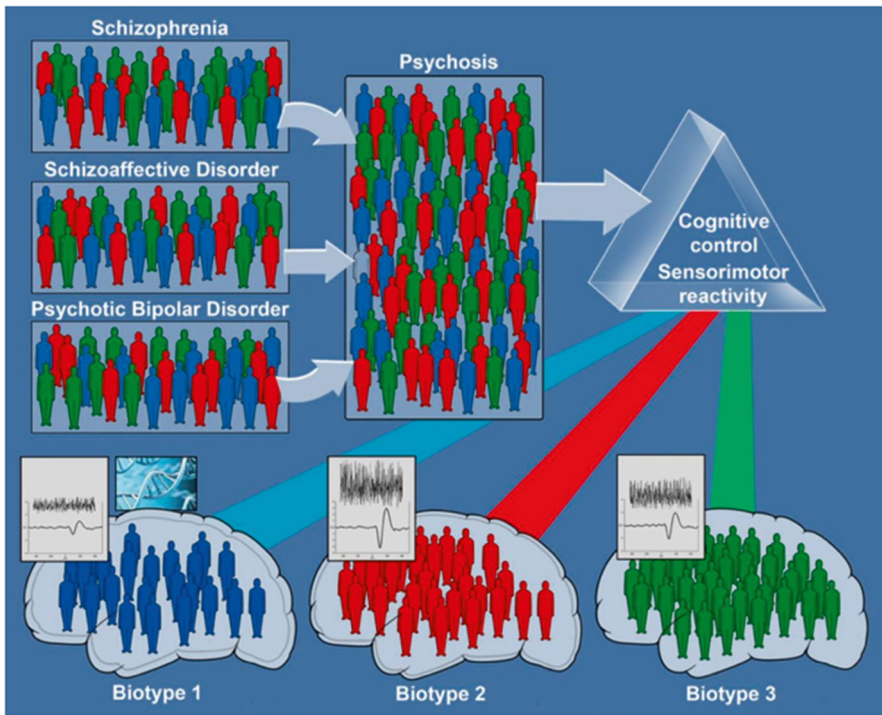 Schizophrenia
Schizoaffective Disorder
Psychotic Bipolar Disorder
Psychosis
Cognitive
control
Sensorimotor
reactivity
Biotype 1
Biotype 2
Biotype 3